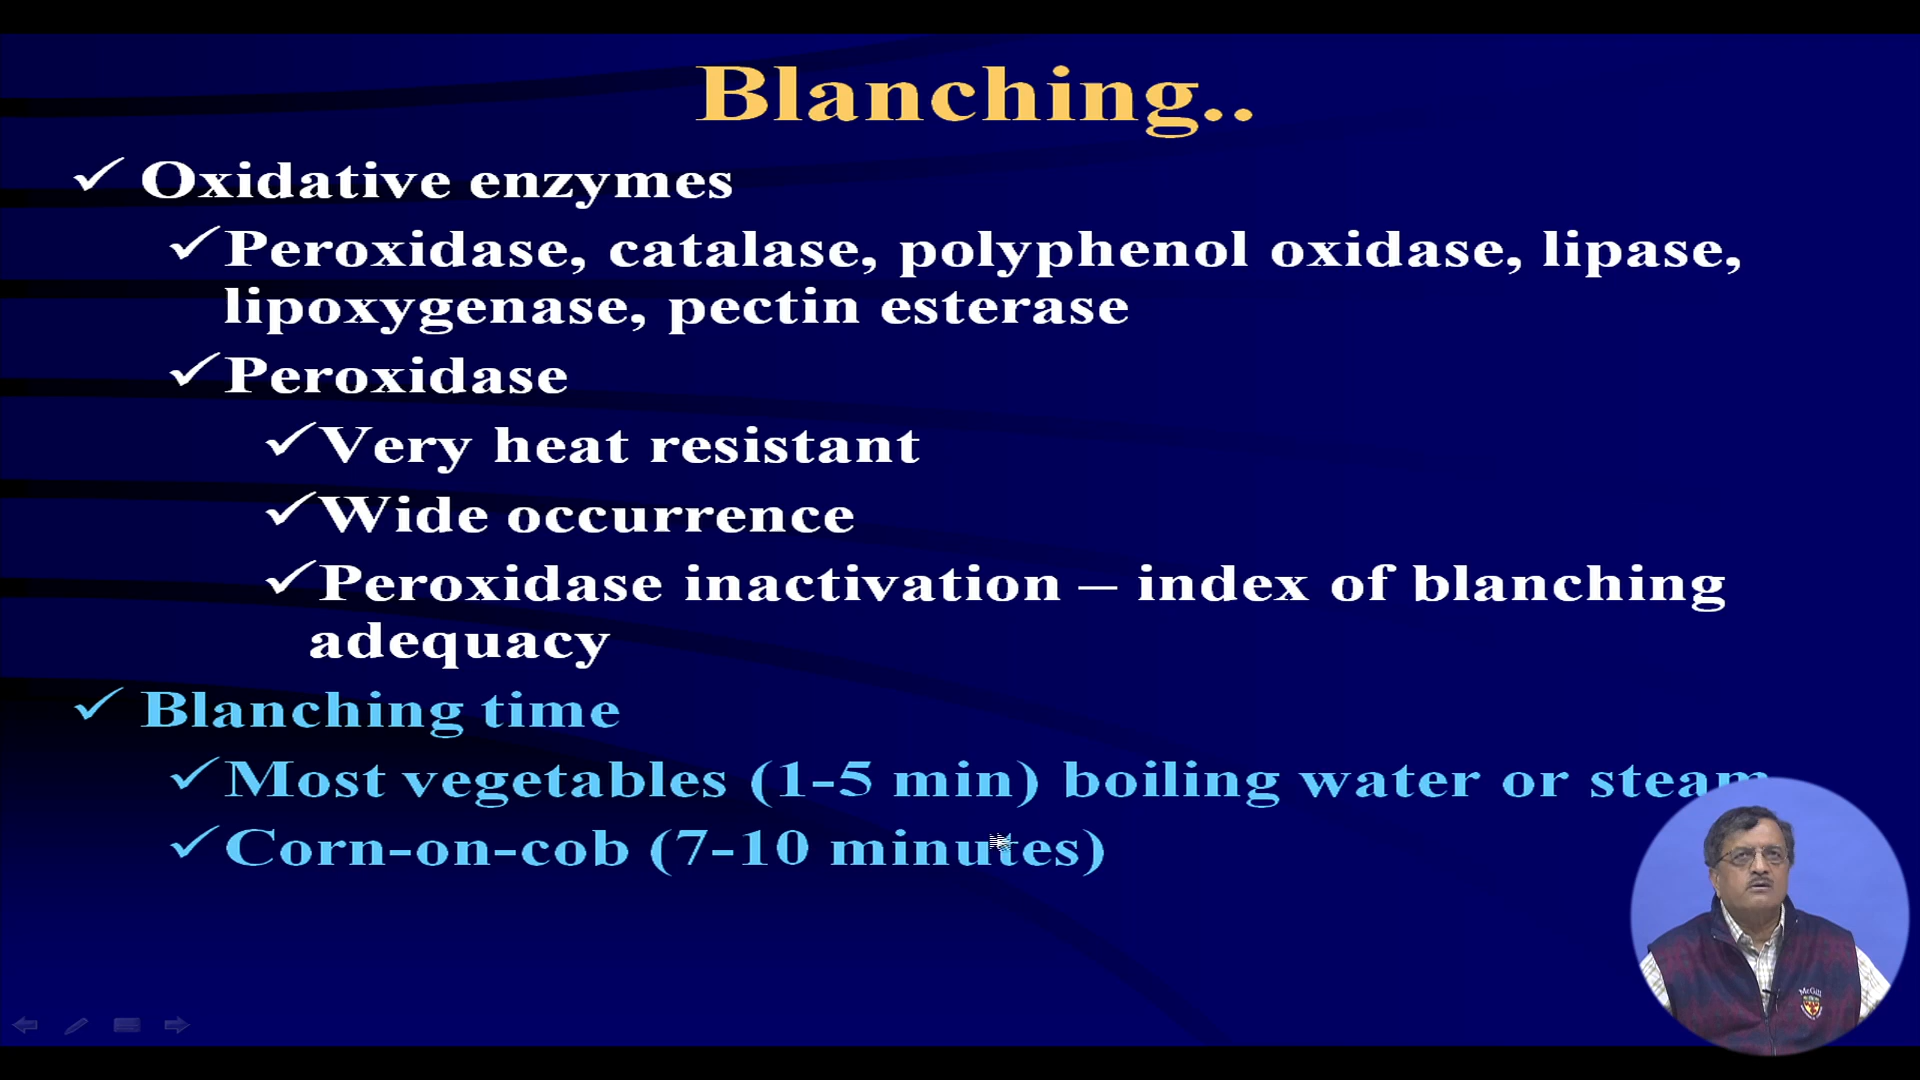 Blanching..
✓ Oxidative enzymes
✓Peroxidase, catalase, polyphenol oxidase, lipase,
lipoxygenase, pectin esterase
✓Peroxidase
✓Very heat resistant
✓Wide occurrence
✓Peroxidase inactivation – index of blanching
adequacy
✓ Blanching time
✓Most vegetables (1-5 min) boiling water or steam
✓Corn-on-cob (7-10 minutes)
McGill